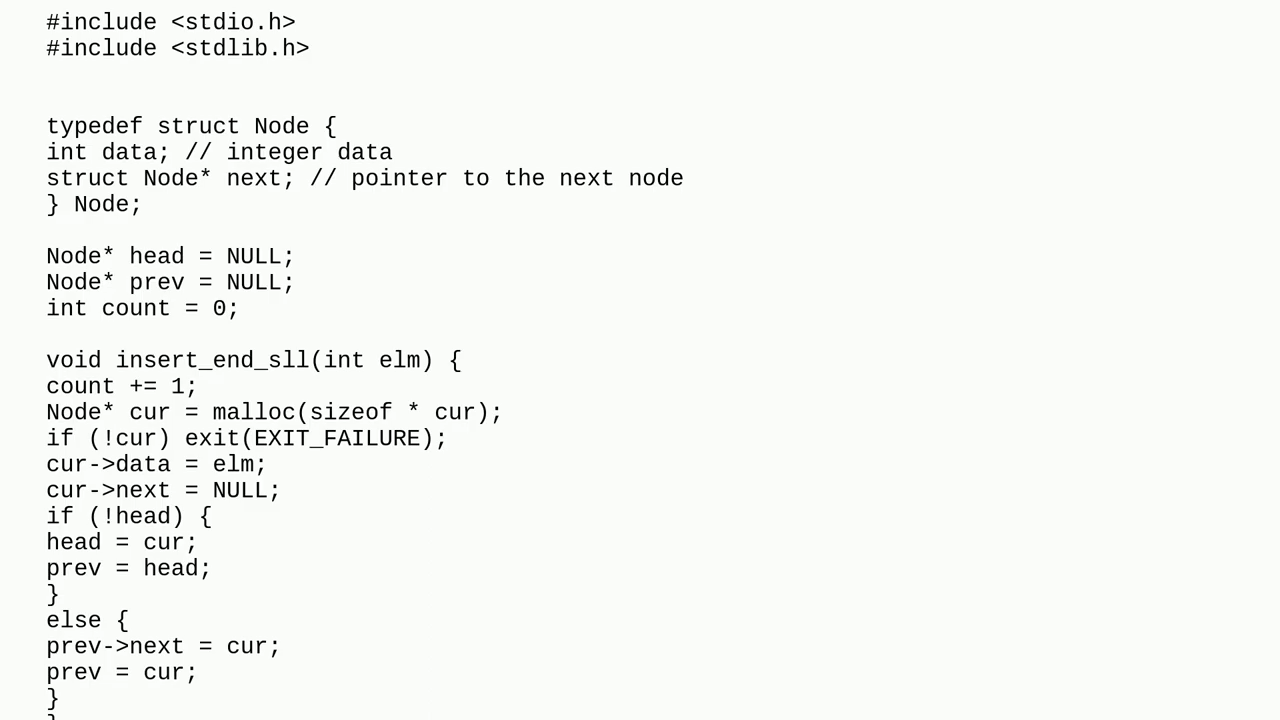 #include <stdio.h>
#include <stdlib.h>
typedef struct Node {
int data; // integer data
struct Node* next; // pointer to the next node
} Node;
Node* head = NULL;
Node* prev = NULL;
int count = 0;
void insert_end_sll(int elm) {
count += 1;
Node* cur = malloc(sizeof * cur);
if (!cur) exit(EXIT_FAILURE);
cur->data = elm;
cur->next = NULL;
if (!head) {
head = cur;
prev = head;
}
else {
prev->next = cur;
prev = cur;
}
}